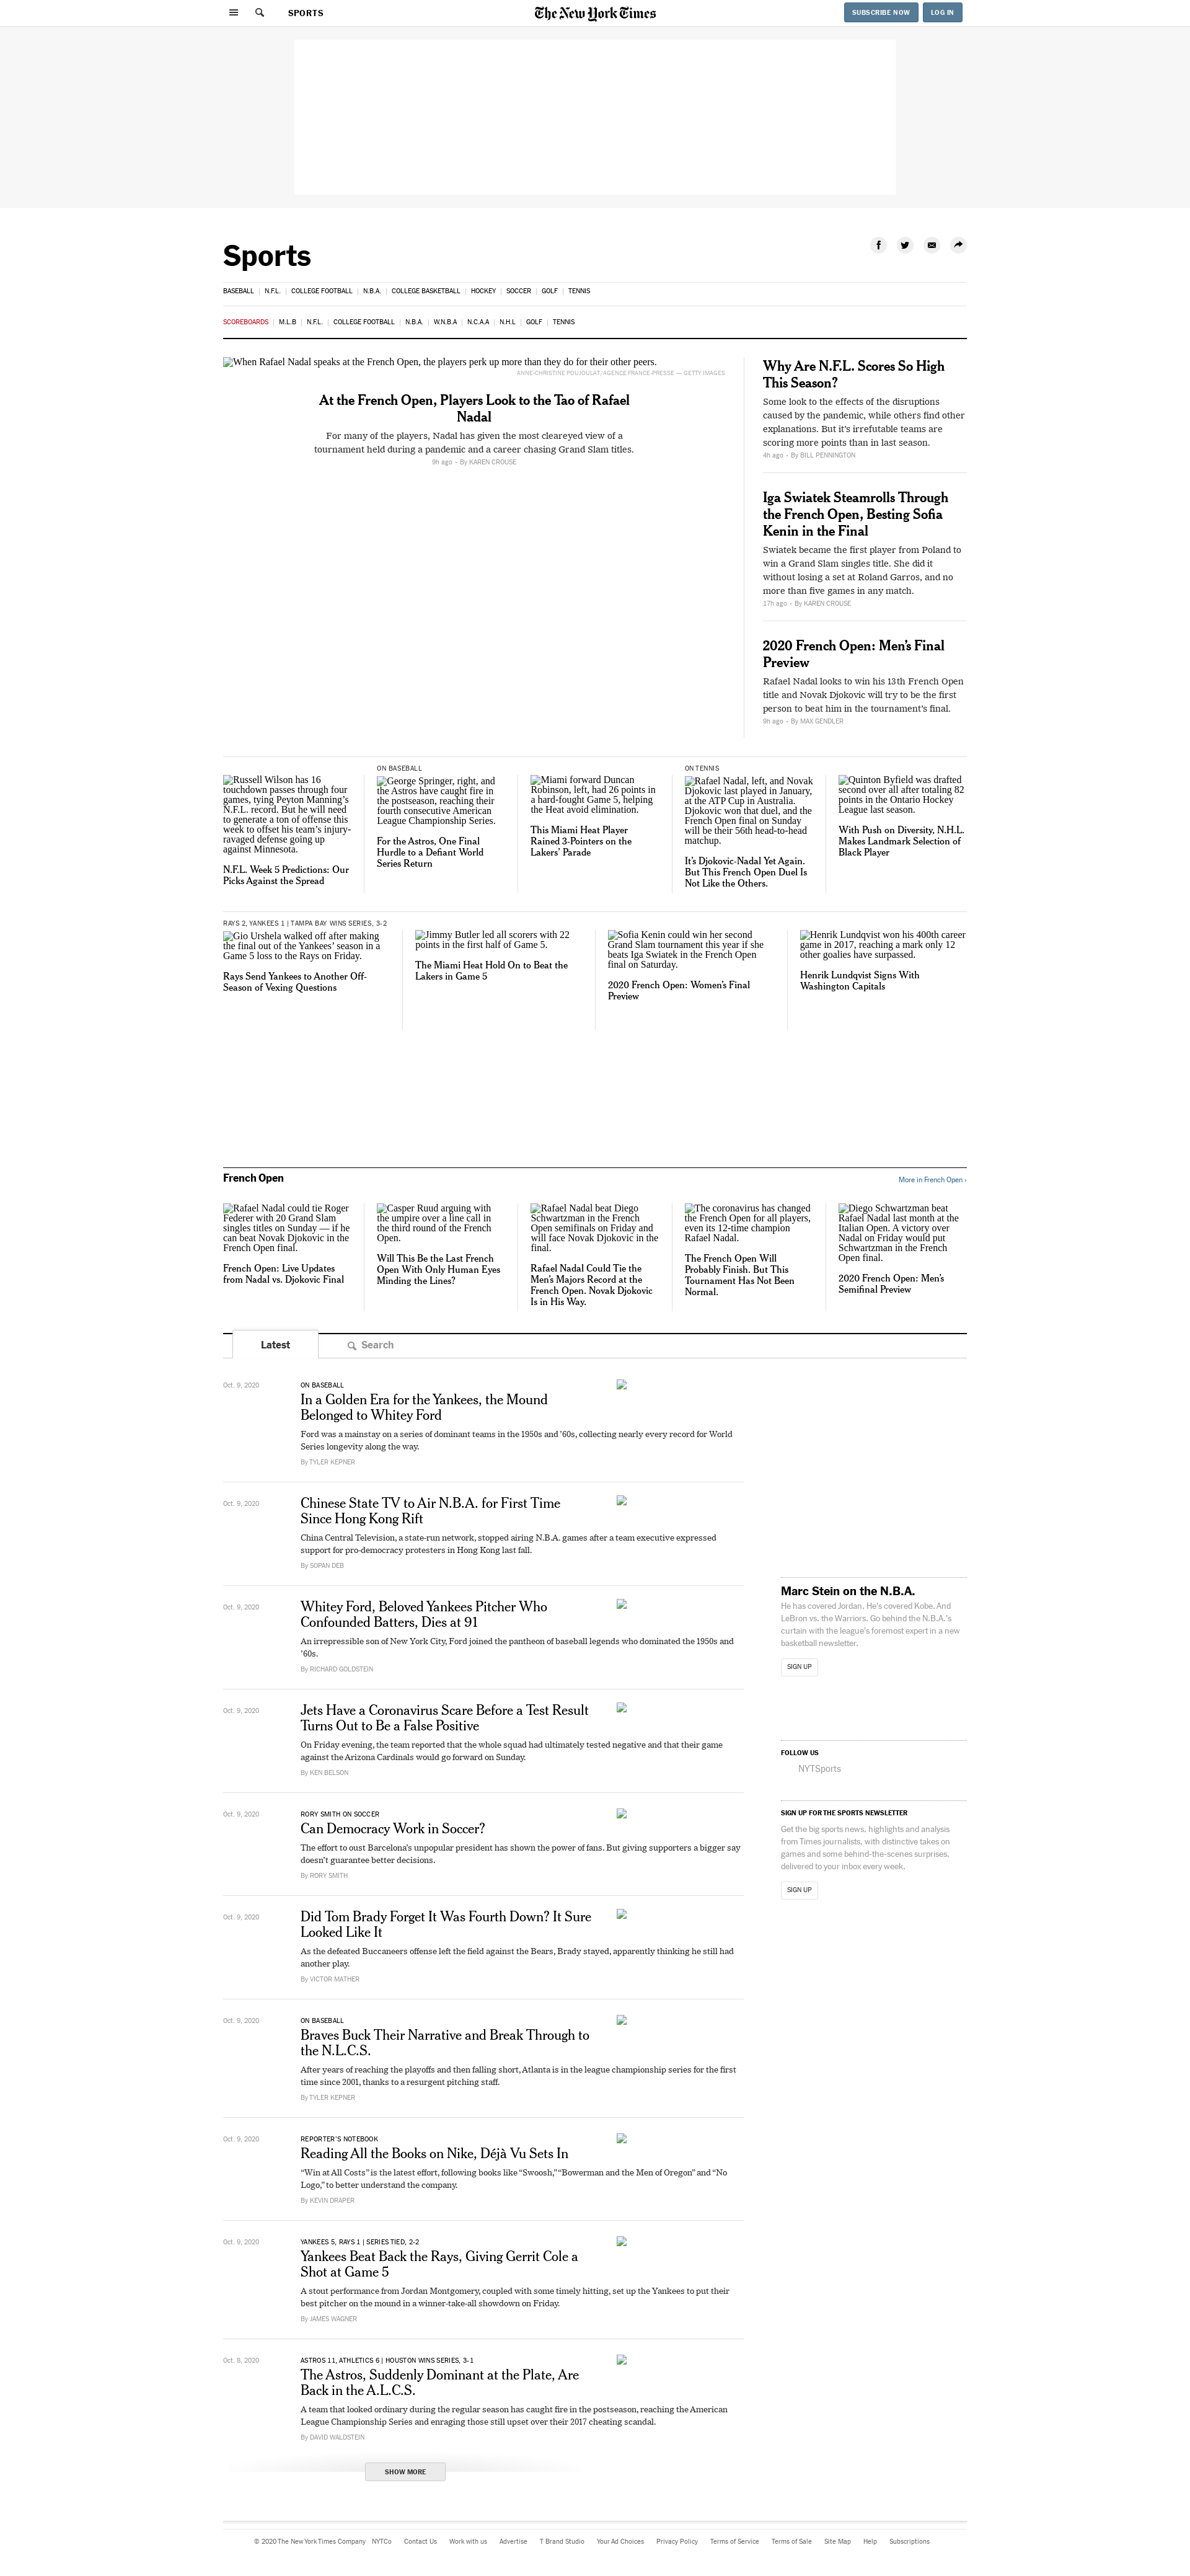 SPORTS
The New York Times
SUBSCRIBE NOW
LOG IN
Sports
BASEBALL | N.F.L. | COLLEGE FOOTBALL | N.B.A. | COLLEGE BASKETBALL | HOCKEY | SOCCER | GOLF | TENNIS
SCOREBOARDS | M.L.B | N.F.L. | COLLEGE FOOTBALL | N.B.A. | W.N.B.A | N.C.A.A | N.H.L | GOLF | TENNIS
When Rafael Nadal speaks at the French Open, the players perk up more than they do for their other peers.
ANNE-CHRISTINE POUJOULAT/AGENCE FRANCE-PRESSE — GETTY IMAGES
At the French Open, Players Look to the Tao of Rafael
Nadal
For many of the players, Nadal has given the most cleareyed view of a
tournament held during a pandemic and a career chasing Grand Slam titles.
9h ago - By KAREN CROUSE
Why Are N.F.L. Scores So High
This Season?
Some look to the effects of the disruptions
caused by the pandemic, while others find other
explanations. But it's irrefutable teams are
scoring more points than in last season.
4h ago - By BILL PENNINGTON
Iga Swiatek Steamrolls Through
the French Open, Besting Sofia
Kenin in the Final
Swiatek became the first player from Poland to
win a Grand Slam singles title. She did it
without losing a set at Roland Garros, and no
more than five games in any match.
17h ago - By KAREN CROUSE
2020 French Open: Men's Final
Preview
Rafael Nadal looks to win his 13th French Open
title and Novak Djokovic will try to be the first
person to beat him in the tournament's final.
9h ago - By MAX GENDLER
Russell Wilson has 16
touchdown passes through four
games, tying Peyton Manning's
N.F.L. record. But he will need
to generate a ton of offense this
week to offset his team's injury-
ravaged defense going up
against Minnesota.
N.F.L. Week 5 Predictions: Our
Picks Against the Spread
ON BASEBALL
George Springer, right, and
the Astros have caught fire in
the postseason, reaching their
fourth consecutive American
League Championship Series.
For the Astros, One Final
Hurdle to a Defiant World
Series Return
Miami forward Duncan
Robinson, left, had 26 points in
a hard-fought Game 5, helping
the Heat avoid elimination.
This Miami Heat Player
Rained 3-Pointers on the
Lakers' Parade
ON TENNIS
Rafael Nadal, left, and Novak
Djokovic last played in January,
at the ATP Cup in Australia.
Djokovic won that duel, and the
French Open final on Sunday
will be their 56th head-to-head
matchup.
It's Djokovic-Nadal Yet Again.
But This French Open Duel Is
Not Like the Others.
Quinton Byfield was drafted
second over all after totaling 82
points in the Ontario Hockey
League last season.
With Push on Diversity, N.H.L.
Makes Landmark Selection of
Black Player
RAYS 2, YANKEES 1 | TAMPA BAY WINS SERIES, 3-2
Gio Urshela walked off after making
the final out of the Yankees' season in a
Game 5 loss to the Rays on Friday.
Rays Send Yankees to Another Off-
Season of Vexing Questions
Jimmy Butler led all scorers with 22
points in the first half of Game 5.
The Miami Heat Hold On to Beat the
Lakers in Game 5
Sofia Kenin could win her second
Grand Slam tournament this year if she
beats Iga Swiatek in the French Open
final on Saturday.
2020 French Open: Women's Final
Preview
Henrik Lundqvist won his 400th career
game in 2017, reaching a mark only 12
other goalies have surpassed.
Henrik Lundqvist Signs With
Washington Capitals
French Open
More in French Open ›
Rafael Nadal could tie Roger
Federer with 20 Grand Slam
singles titles on Sunday — if he
can beat Novak Djokovic in the
French Open final.
French Open: Live Updates
from Nadal vs. Djokovic Final
Casper Ruud arguing with
the umpire over a line call in
the third round of the French
Open.
Will This Be the Last French
Open With Only Human Eyes
Minding the Lines?
Rafael Nadal beat Diego
Schwartzman in the French
Open semifinals on Friday and
will face Novak Djokovic in the
final.
Rafael Nadal Could Tie the
Men's Majors Record at the
French Open. Novak Djokovic
Is in His Way.
The coronavirus has changed
the French Open for all players,
even its 12-time champion
Rafael Nadal.
The French Open Will
Probably Finish. But This
Tournament Has Not Been
Normal.
Diego Schwartzman beat
Rafael Nadal last month at the
Italian Open. A victory over
Nadal on Friday would put
Schwartzman in the French
Open final.
2020 French Open: Men's
Semifinal Preview
Latest
Search
Oct. 9, 2020
ON BASEBALL
In a Golden Era for the Yankees, the Mound
Belonged to Whitey Ford
Ford was a mainstay on a series of dominant teams in the 1950s and '60s, collecting nearly every record for World
Series longevity along the way.
By TYLER KEPNER
Oct. 9, 2020
Chinese State TV to Air N.B.A. for First Time
Since Hong Kong Rift
China Central Television, a state-run network, stopped airing N.B.A. games after a team executive expressed
support for pro-democracy protesters in Hong Kong last fall.
By SOPAN DEB
Oct. 9, 2020
Whitey Ford, Beloved Yankees Pitcher Who
Confounded Batters, Dies at 91
An irrepressible son of New York City, Ford joined the pantheon of baseball legends who dominated the 1950s and
'60s.
By RICHARD GOLDSTEIN
Oct. 9, 2020
Jets Have a Coronavirus Scare Before a Test Result
Turns Out to Be a False Positive
On Friday evening, the team reported that the whole squad had ultimately tested negative and that their game
against the Arizona Cardinals would go forward on Sunday.
By KEN BELSON
Oct. 9, 2020
RORY SMITH ON SOCCER
Can Democracy Work in Soccer?
The effort to oust Barcelona's unpopular president has shown the power of fans. But giving supporters a bigger say
doesn't guarantee better decisions.
By RORY SMITH
Oct. 9, 2020
Did Tom Brady Forget It Was Fourth Down? It Sure
Looked Like It
As the defeated Buccaneers offense left the field against the Bears, Brady stayed, apparently thinking he still had
another play.
By VICTOR MATHER
Oct. 9, 2020
ON BASEBALL
Braves Buck Their Narrative and Break Through to
the N.L.C.S.
After years of reaching the playoffs and then falling short, Atlanta is in the league championship series for the first
time since 2001, thanks to a resurgent pitching staff.
By TYLER KEPNER
Oct. 9, 2020
REPORTER'S NOTEBOOK
Reading All the Books on Nike, Déjà Vu Sets In
“Win at All Costs” is the latest effort, following books like “Swoosh,” “Bowerman and the Men of Oregon” and “No
Logo,” to better understand the company.
By KEVIN DRAPER
Oct. 9, 2020
YANKEES 5, RAYS 1 | SERIES TIED, 2-2
Yankees Beat Back the Rays, Giving Gerrit Cole a
Shot at Game 5
A stout performance from Jordan Montgomery, coupled with some timely hitting, set up the Yankees to put their
best pitcher on the mound in a winner-take-all showdown on Friday.
By JAMES WAGNER
Oct. 8, 2020
ASTROS 11, ATHLETICS 6 | HOUSTON WINS SERIES, 3-1
The Astros, Suddenly Dominant at the Plate, Are
Back in the A.L.C.S.
A team that looked ordinary during the regular season has caught fire in the postseason, reaching the American
League Championship Series and enraging those still upset over their 2017 cheating scandal.
By DAVID WALDSTEIN
SHOW MORE
Marc Stein on the N.B.A.
He has covered Jordan. He's covered Kobe. And
LeBron vs. the Warriors. Go behind the N.B.A.'s
curtain with the league's foremost expert in a new
basketball newsletter.
SIGN UP
FOLLOW US
NYTSports
SIGN UP FOR THE SPORTS NEWSLETTER
Get the big sports news, highlights and analysis
from Times journalists, with distinctive takes on
games and some behind-the-scenes surprises,
delivered to your inbox every week.
SIGN UP
© 2020 The New York Times Company NYTCo Contact Us Work with us Advertise T Brand Studio Your Ad Choices Privacy Policy Terms of Service Terms of Sale Site Map Help Subscriptions